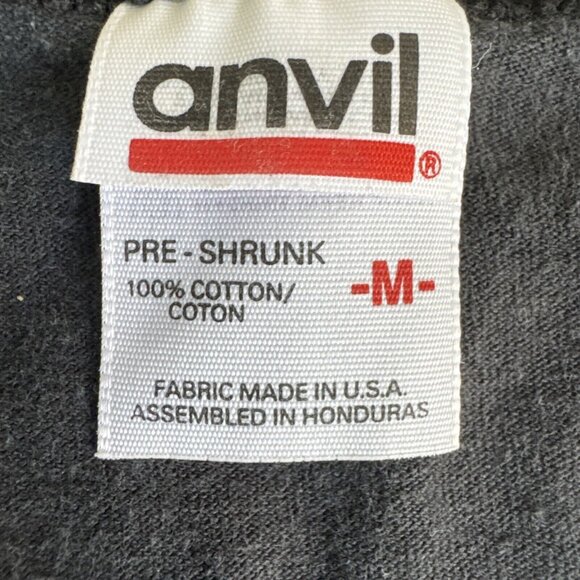 anvil
®
PRE - SHRUNK
100% COTTON/
COTON
-M-
FABRIC MADE IN U.S.A.
ASSEMBLED IN HONDURAS